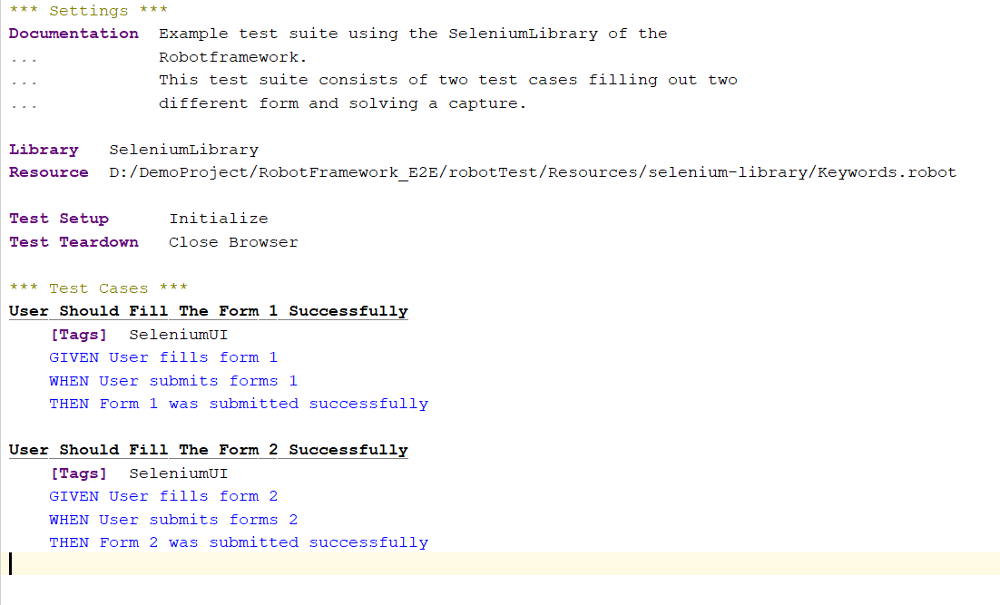 *** Settings ***
Documentation  Example test suite using the SeleniumLibrary of the
...            Robotframework.
...            This test suite consists of two test cases filling out two
...            different form and solving a capture.
Library   SeleniumLibrary
Resource  D:/DemoProject/RobotFramework_E2E/robotTest/Resources/selenium-library/Keywords.robot
Test Setup      Initialize
Test Teardown   Close Browser
*** Test Cases ***
User Should Fill The Form 1 Successfully
    [Tags]  SeleniumUI
    GIVEN User fills form 1
    WHEN User submits forms 1
    THEN Form 1 was submitted successfully
User Should Fill The Form 2 Successfully
    [Tags]  SeleniumUI
    GIVEN User fills form 2
    WHEN User submits forms 2
    THEN Form 2 was submitted successfully